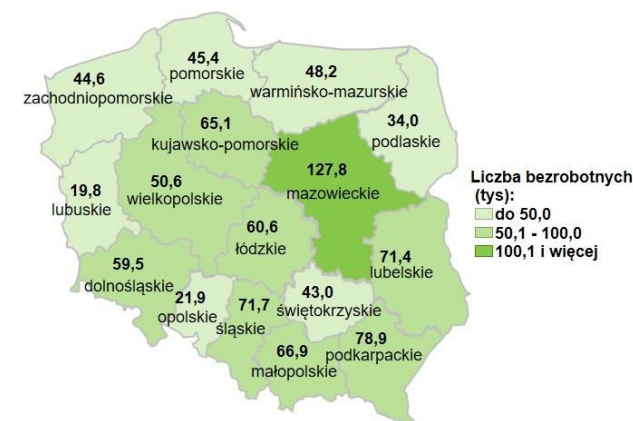 45,4
pomorskie
44,6
zachodniopomorskie
48,2
warmińsko-mazurskie
34,0
podlaskie
65,1
kujawsko-pomorskie
127,8
mazowieckie
19,8
lubuskie
50,6
wielkopolskie
60,6
łódzkie
71,4
lubelskie
59,5
dolnośląskie
21,9
opolskie
71,7
śląskie
43,0
świętokrzyskie
66,9
małopolskie
78,9
podkarpackie
Liczba bezrobotnych
(tys):
do 50,0
50,1 - 100,0
100,1 i więcej